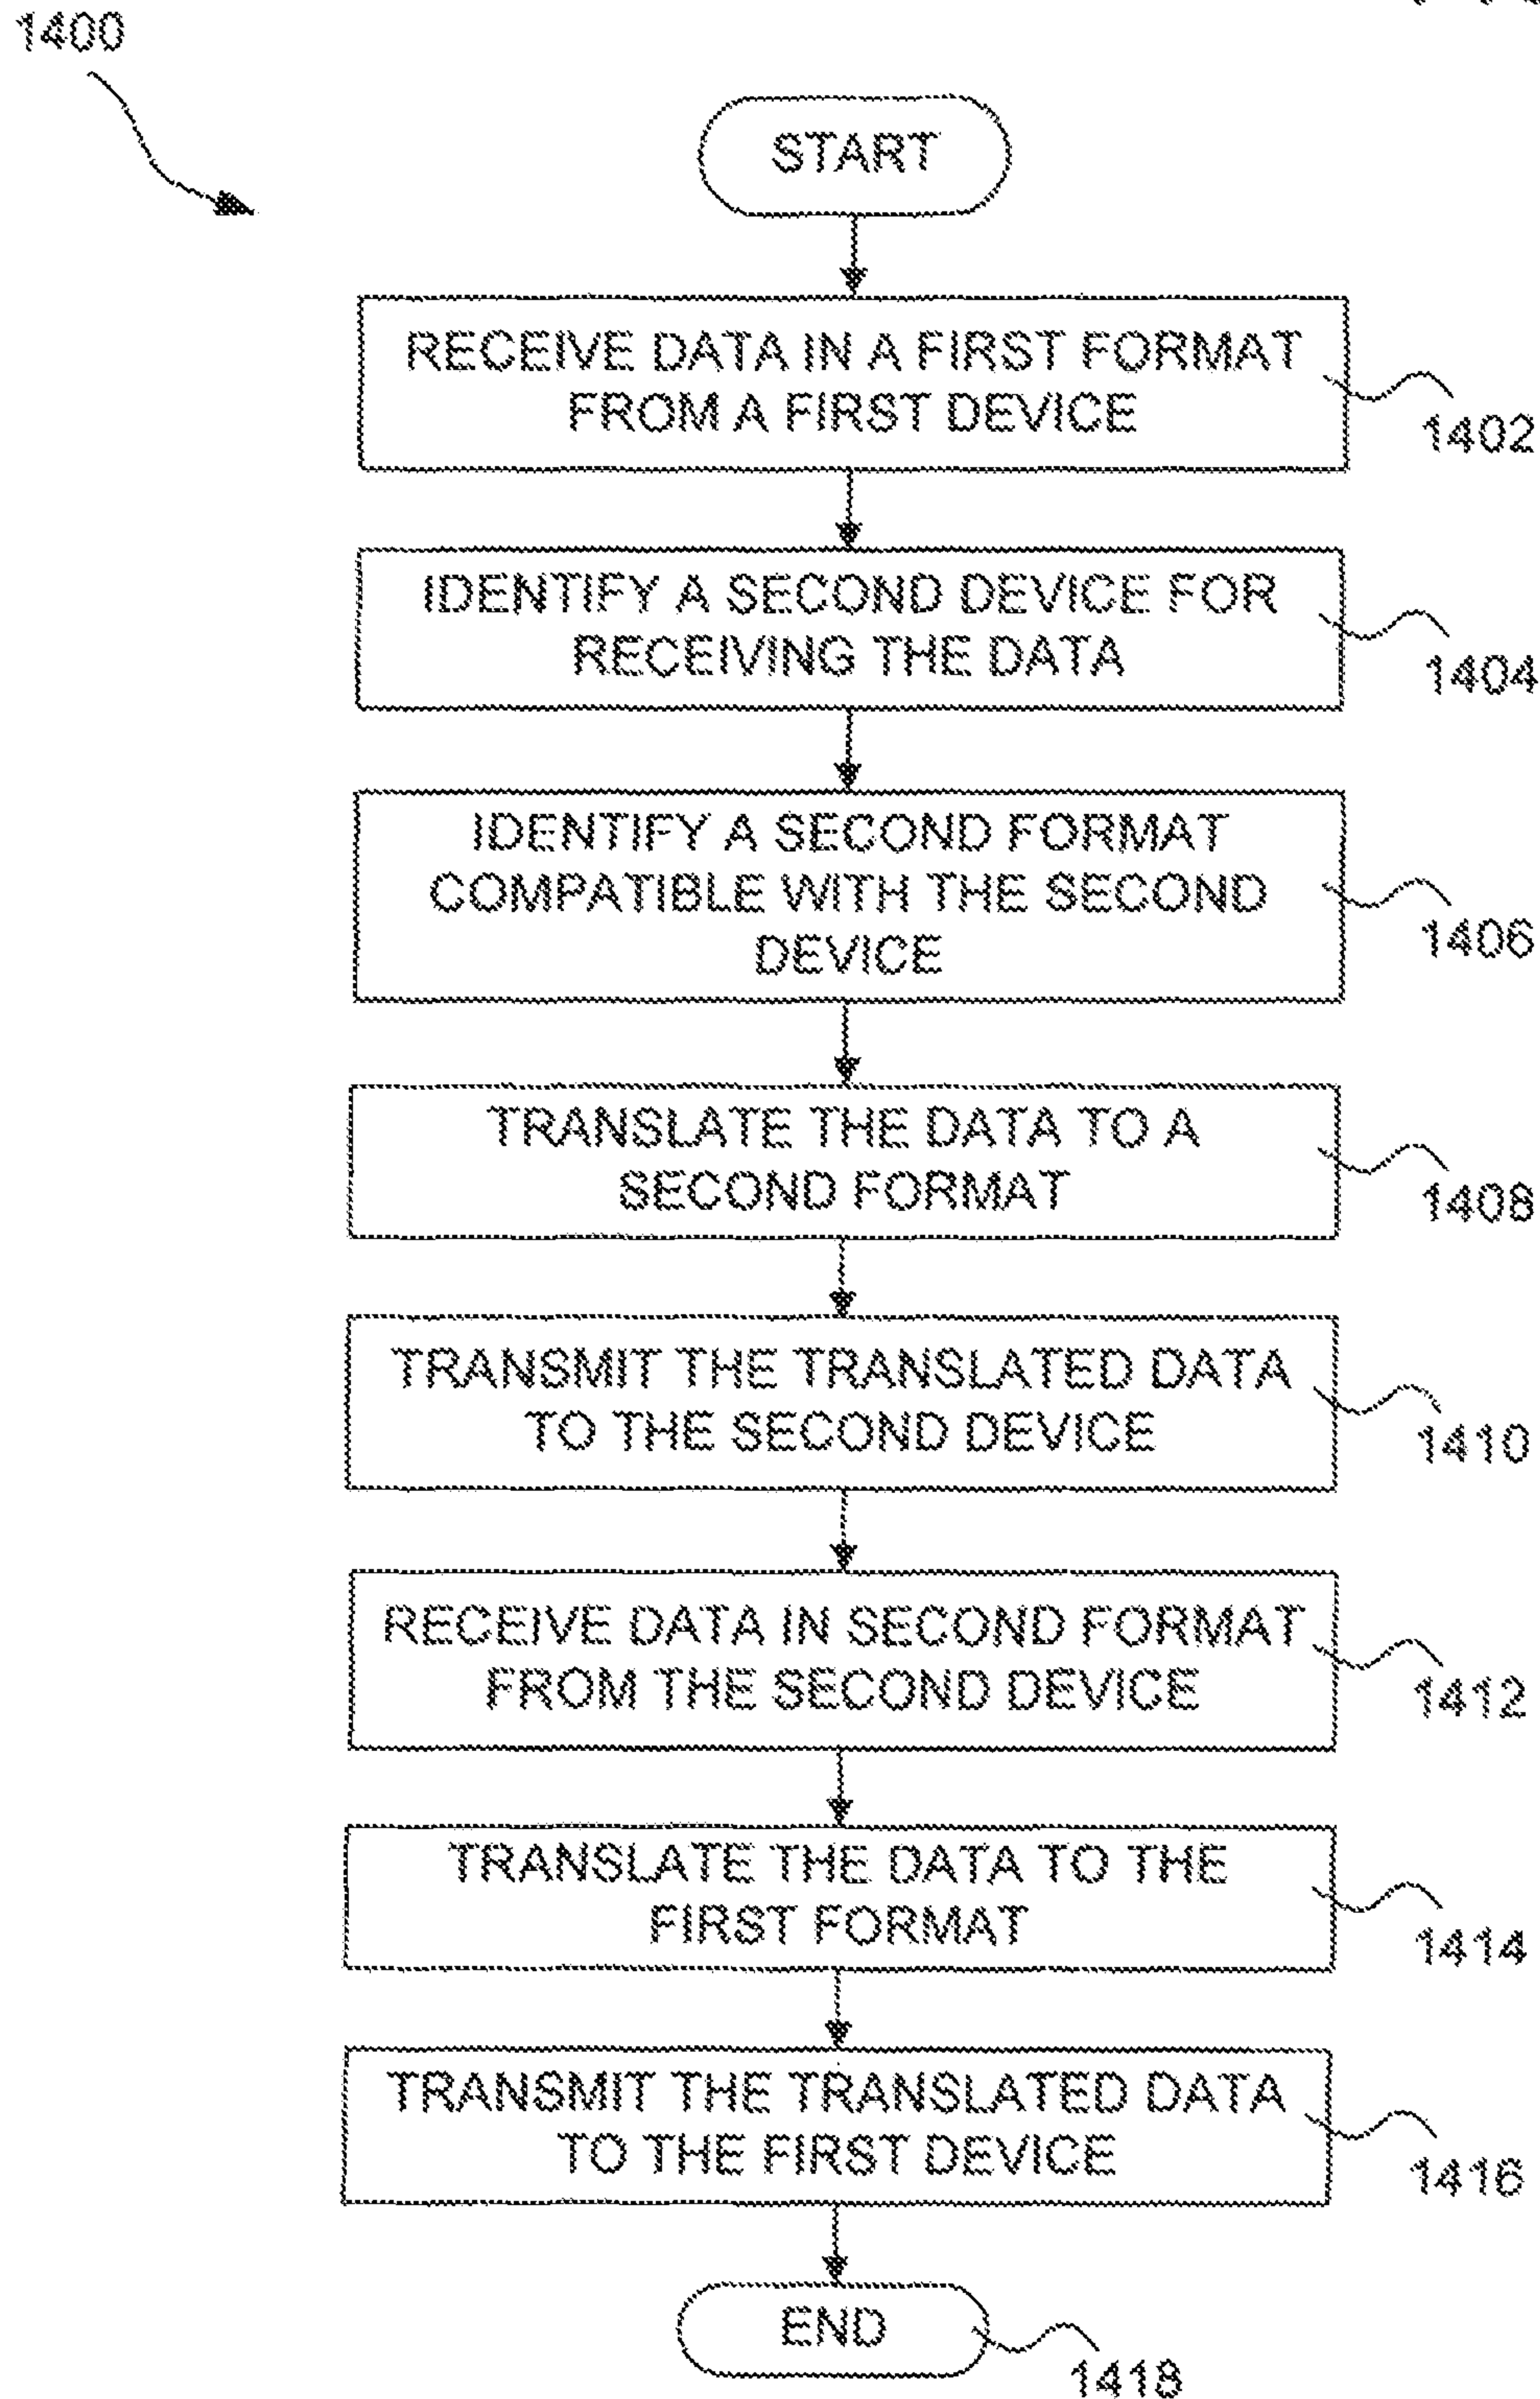 1400
START
RECEIVE DATA IN A FIRST FORMAT
FROM A FIRST DEVICE
1402
IDENTIFY A SECOND DEVICE FOR
RECEIVING THE DATA
1404
IDENTIFY A SECOND FORMAT
COMPATIBLE WITH THE SECOND
DEVICE
1406
TRANSLATE THE DATA TO A
SECOND FORMAT
1408
TRANSMIT THE TRANSLATED DATA
TO THE SECOND DEVICE
1410
RECEIVE DATA IN SECOND FORMAT
FROM THE SECOND DEVICE
1412
TRANSLATE THE DATA TO THE
FIRST FORMAT
1414
TRANSMIT THE TRANSLATED DATA
TO THE FIRST DEVICE
1416
END
1418